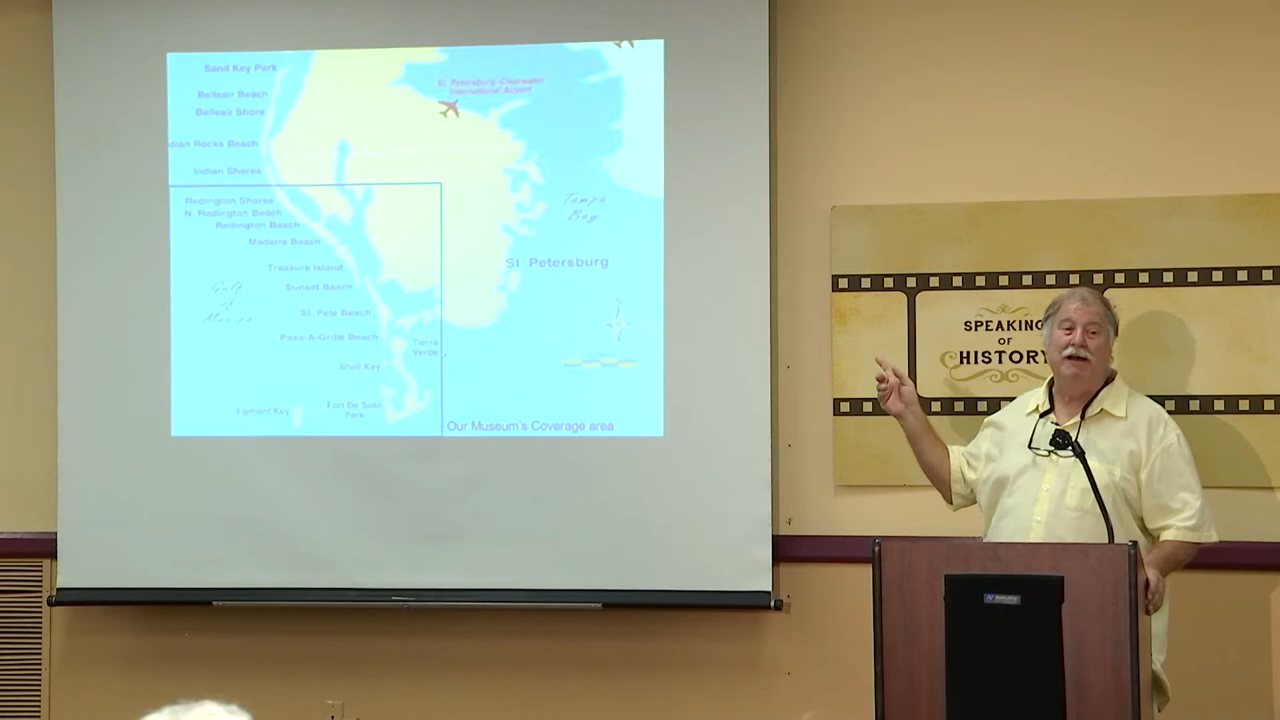 Sand Key Park
St. Petersburg-Clearwater
International Airport
Belleair Beach
Belleair Shore
dian Rocks Beach
Indian Shores
Redington Shores
N. Redington Beach
Redington Beach
Madeira Beach
Treasure Island
Sunset Beach
St. Pete Beach
Pass-A-Grille Beach
Shell Key
Egmont Key
Fort De Soto
Park
Tierra
Verde
Gulf
of
Mexico
Tampa
Bay
St. Petersburg
Our Museum's Coverage area
SPEAKING
OF
HISTORY